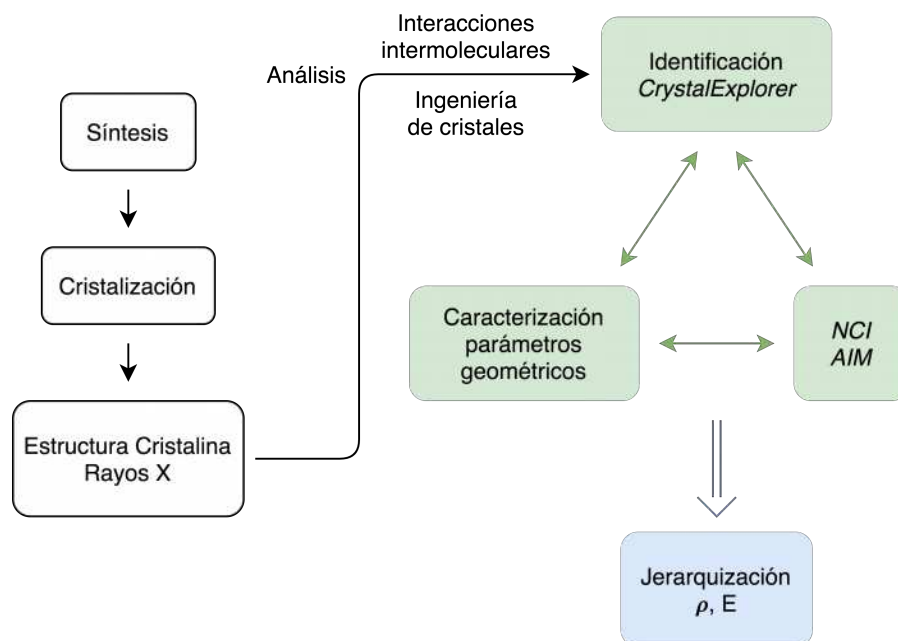 Síntesis
Cristalización
Estructura Cristalina
Rayos X
Análisis
Interacciones
intermoleculares
Ingeniería
de cristales
Identificación
CrystalExplorer
Caracterización
parámetros
geométricos
NCI
AIM
Jerarquización
ρ, E